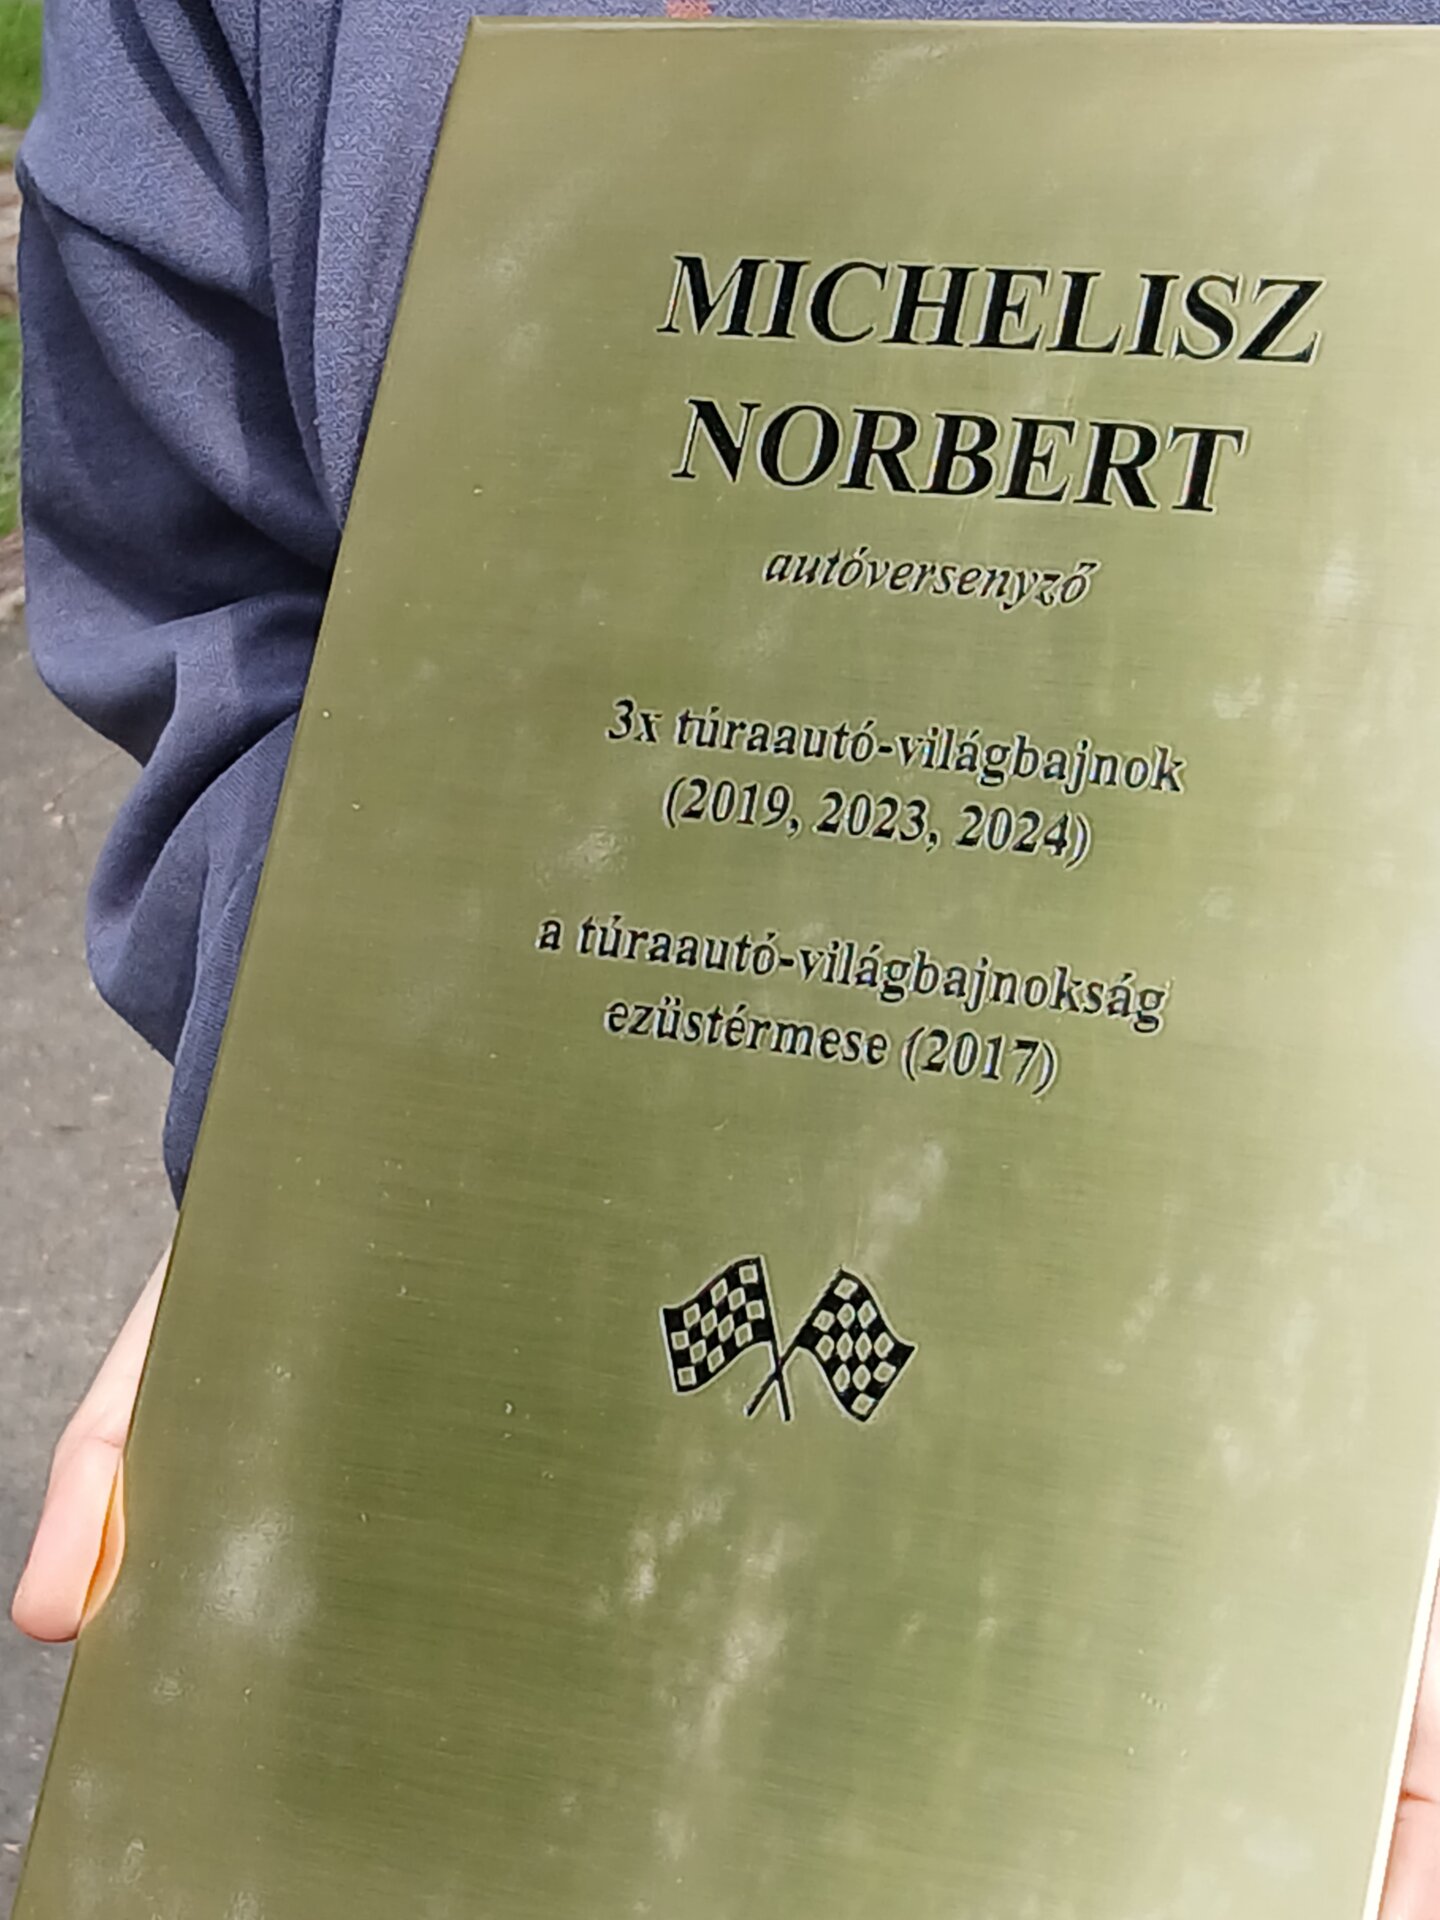 MICHELISZ
NORBERT
autóversenyző
3x túraautó-világbajnok
(2019, 2023, 2024)
a túraautó-világbajnokság
ezüstérmese (2017)